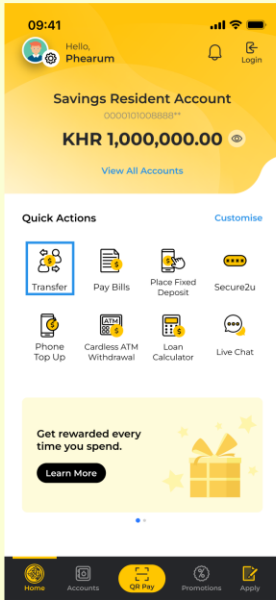 09:41
Hello,
Phearum
Login
Savings Resident Account
0000101008888**
KHR 1,000,000.00
View All Accounts
Quick Actions
Customise
Transfer
Pay Bills
Place Fixed
Deposit
Secure2u
Phone
Top Up
ATM
Cardless ATM
Withdrawal
Loan
Calculator
Live Chat
Get rewarded every
time you spend.
Learn More
Home
Accounts
QR Pay
Promotions
Apply